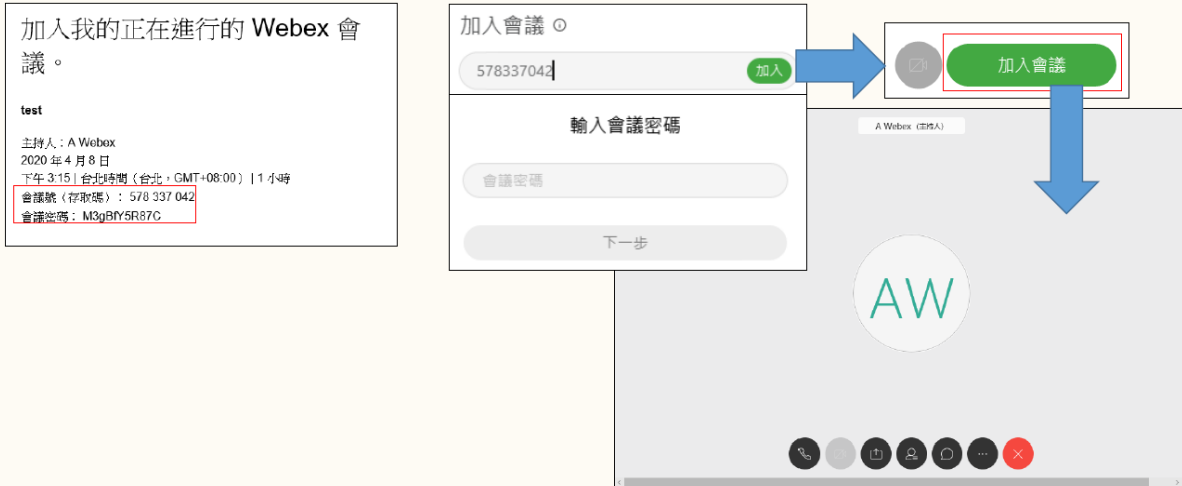 加入我的正在進行的 Webex 會
議。
test
主持人：A Webex
2020 年 4 月 8 日
下午 3:15 | 台北時間（台北，GMT+08:00）| 1 小時
會議號（存取碼）： 578 337 042
會議密碼： M3gBfY5R87C
加入會議
578337042
加入
輸入會議密碼
會議密碼
下一步
加入會議
A Webex (主持人)
AW